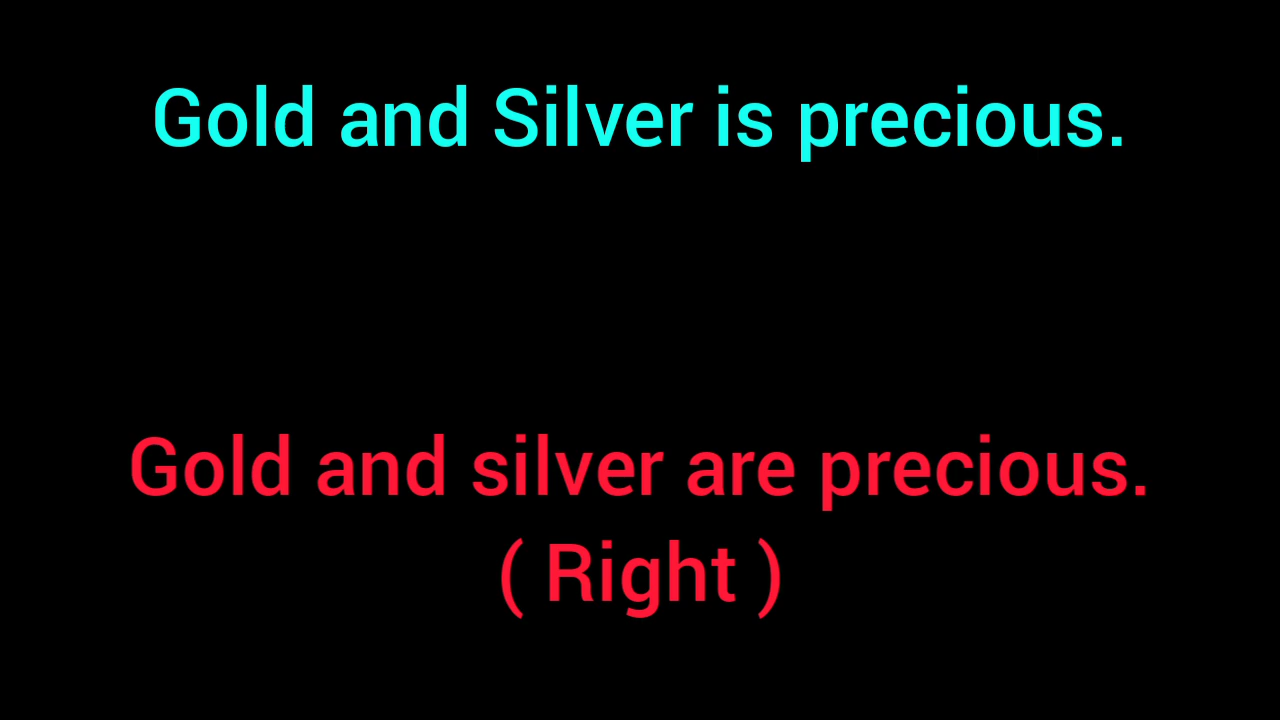 Gold and Silver is precious.
Gold and silver are precious.
( Right )